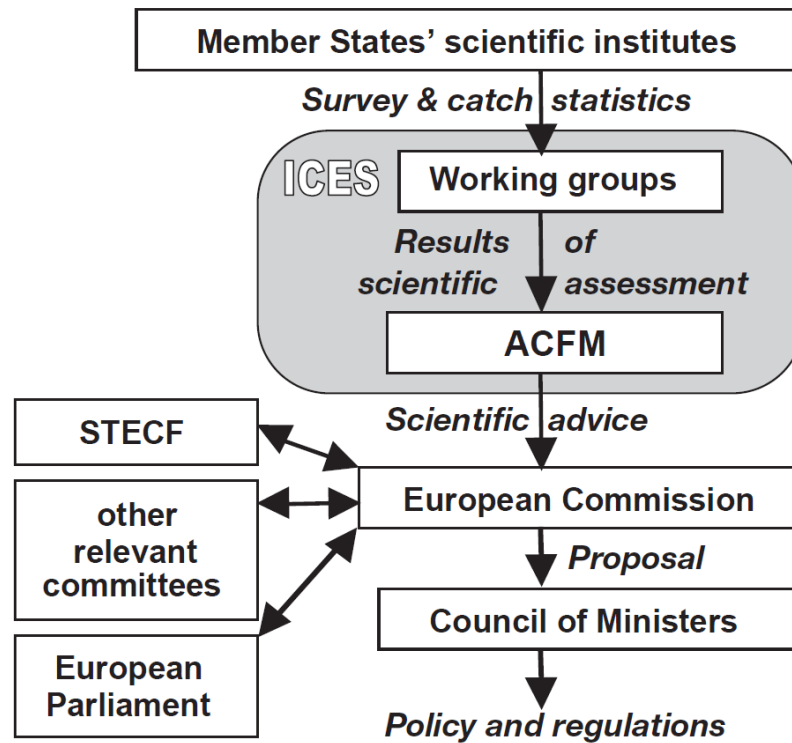 Member States’ scientific institutes
Survey & catch statistics
ICES
Working groups
Results of
scientific assessment
ACFM
Scientific advice
STECF
European Commission
other
relevant
committees
Proposal
Council of Ministers
European
Parliament
Policy and regulations